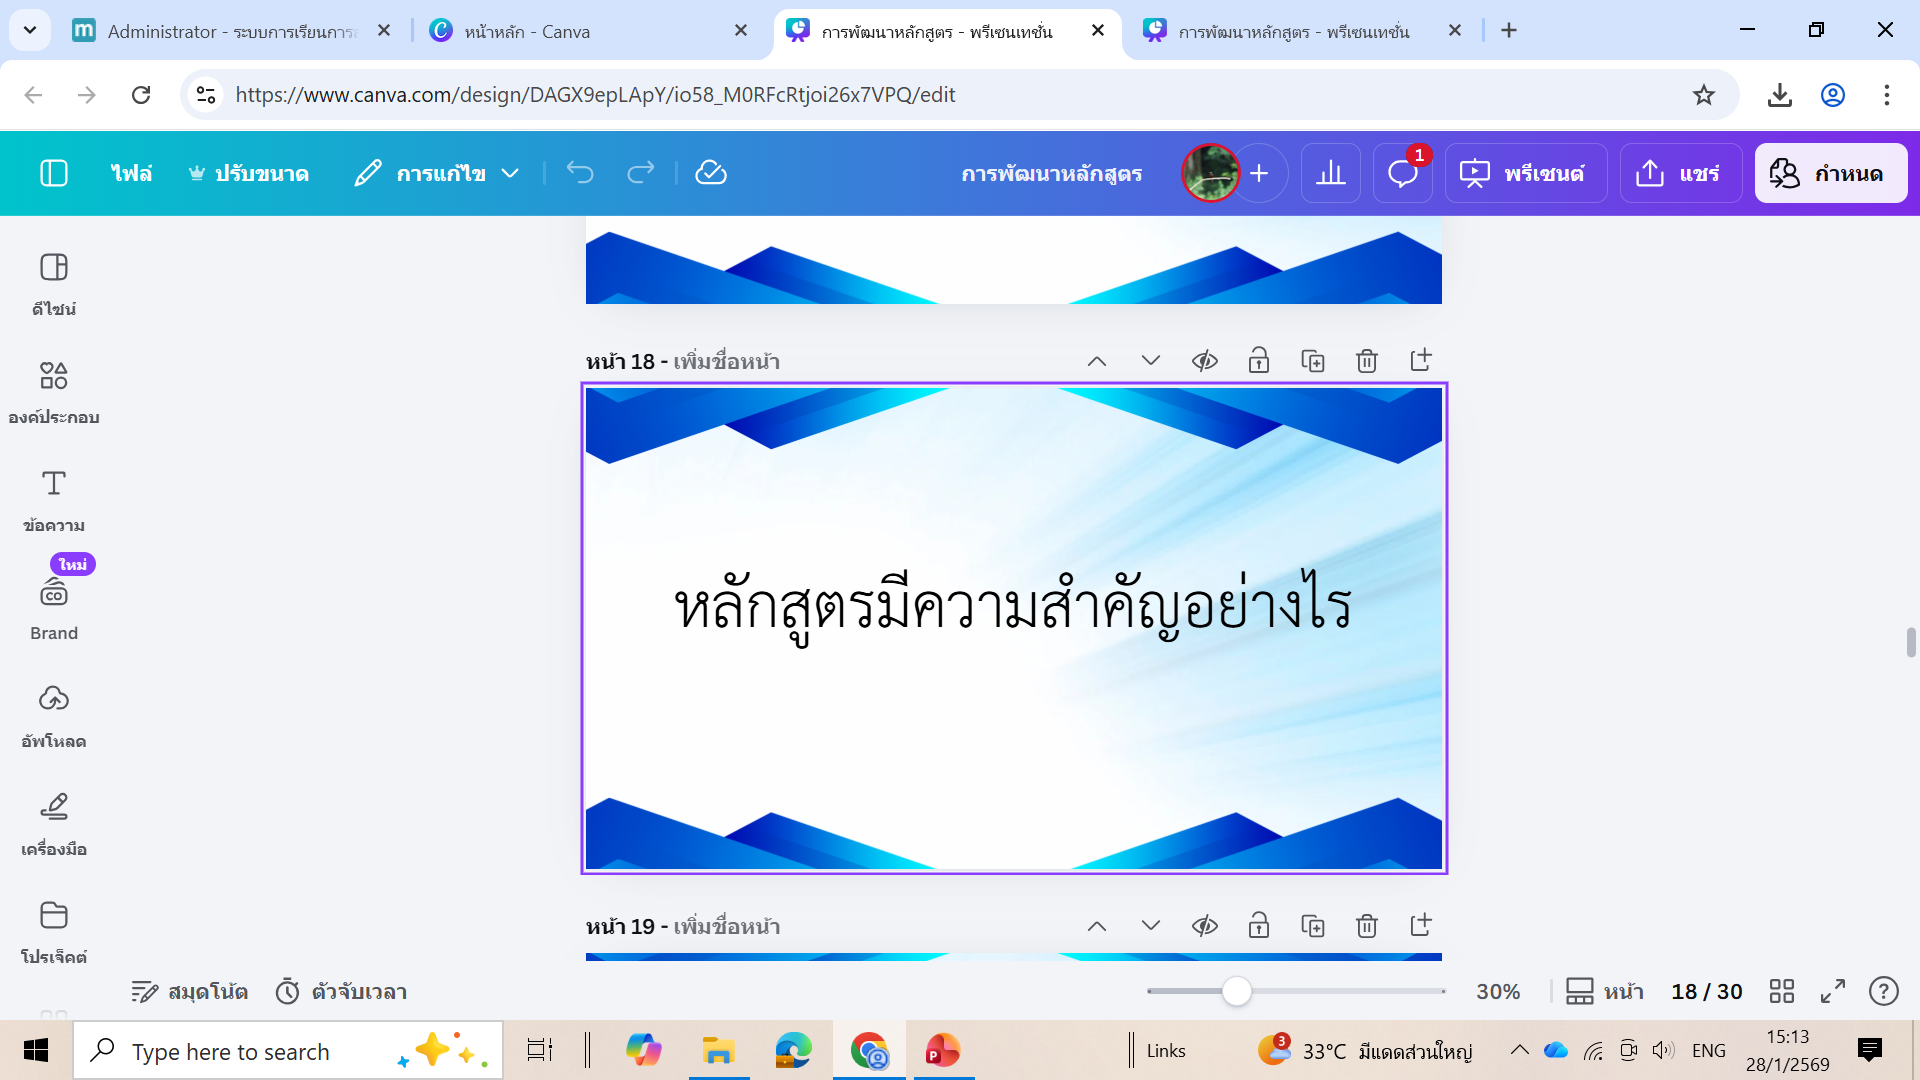 Administrator - ระบบการเรียนการส
หน้าหลัก - Canva
การพัฒนาหลักสูตร - พรีเซนเทชั่น
การพัฒนาหลักสูตร - พรีเซนเทชั่น
https://www.canva.com/design/DAGX9epLApY/io58_M0RFcRtjoi26x7VPQ/edit
ไฟล์
ปรับขนาด
การแก้ไข
การพัฒนาหลักสูตร
1
พรีเซนต์
แชร์
กำหนด
ดีไซน์
องค์ประกอบ
ข้อความ
ใหม่
Brand
อัพโหลด
เครื่องมือ
โปรเจ็คต์
หน้า 18 - เพิ่มชื่อหน้า
หลักสูตรมีความสำคัญอย่างไร
หน้า 19 - เพิ่มชื่อหน้า
สมุดโน้ต
ตัวจับเวลา
30%
หน้า
18 / 30
Type here to search
Links
3
33°C มีแดดส่วนใหญ่
ENG
15:13
28/1/2569